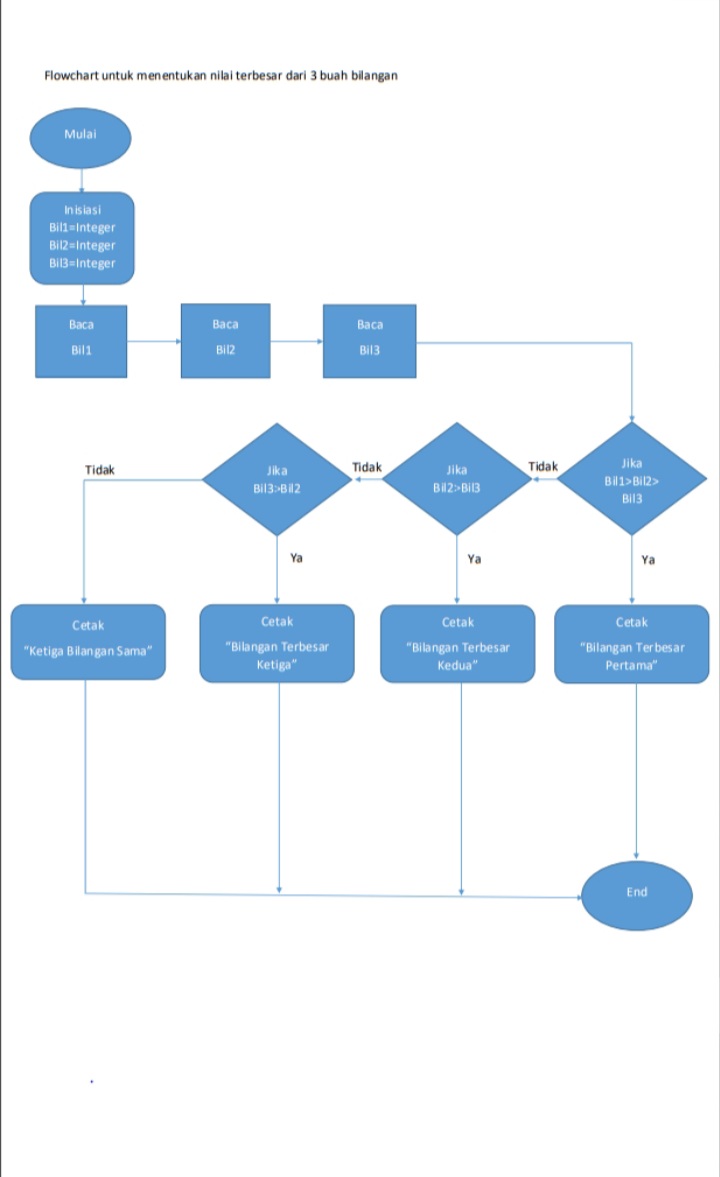 Flowchart untuk menentukan nilai terbesar dari 3 buah bilangan
Mulai
Inisiasi
Bil1=Integer
Bil2=Integer
Bil3=Integer
Baca
Bil1
Baca
Bil2
Baca
Bil3
Jika
Bil1>Bil2>
Bil3
Tidak
Jika
Bil2>Bil3
Tidak
Jika
Bil3>Bil2
Tidak
Ya
Ya
Ya
Cetak
"Ketiga Bilangan Sama"
Cetak
"Bilangan Terbesar
Ketiga"
Cetak
"Bilangan Terbesar
Kedua"
Cetak
"Bilangan Terbesar
Pertama"
End